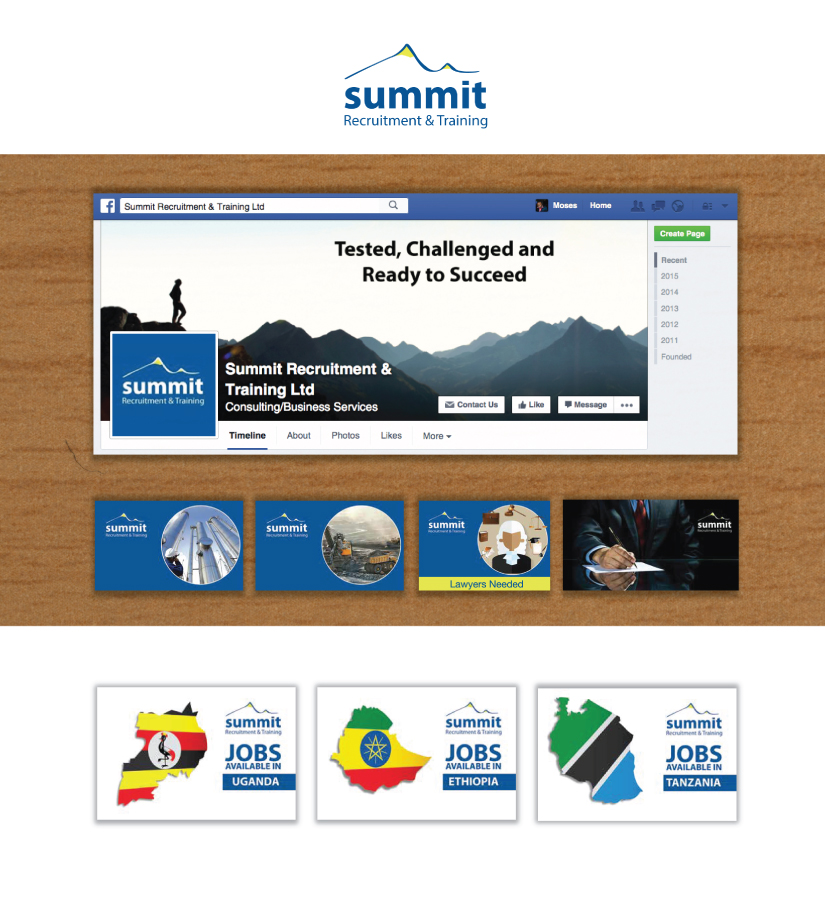 summit
Recruitment & Training
f
Summit Recruitment & Training Ltd
Moses
Home
Create Page
Recent
2015
2014
2013
2012
2011
Founded
Tested, Challenged and
Ready to Succeed
summit
Recruitment & Training
Summit Recruitment &
Training Ltd
Consulting/Business Services
Contact Us
Like
Message
Timeline
About
Photos
Likes
More
summit
Recruitment & Training
summit
Recruitment & Training
summit
Recruitment & Training
Lawyers Needed
summit
Recruitment & Training
summit
Recruitment & Training
JOBS
AVAILABLE IN
UGANDA
summit
Recruitment & Training
JOBS
AVAILABLE IN
ETHIOPIA
summit
Recruitment & Training
JOBS
AVAILABLE IN
TANZANIA